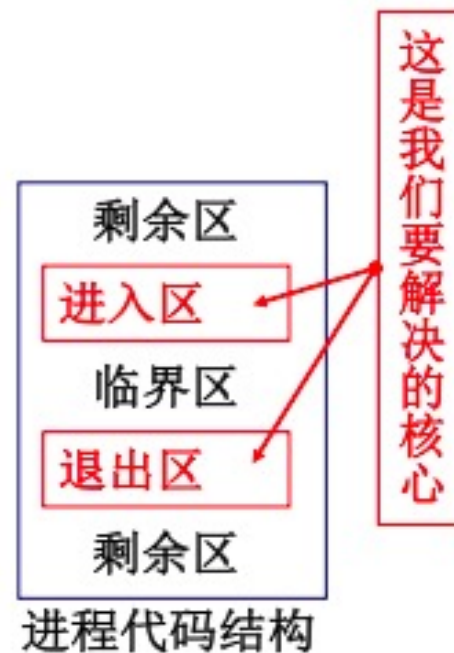 剩余区
进入区
临界区
退出区
剩余区
进程代码结构
这是我们要解决的核心